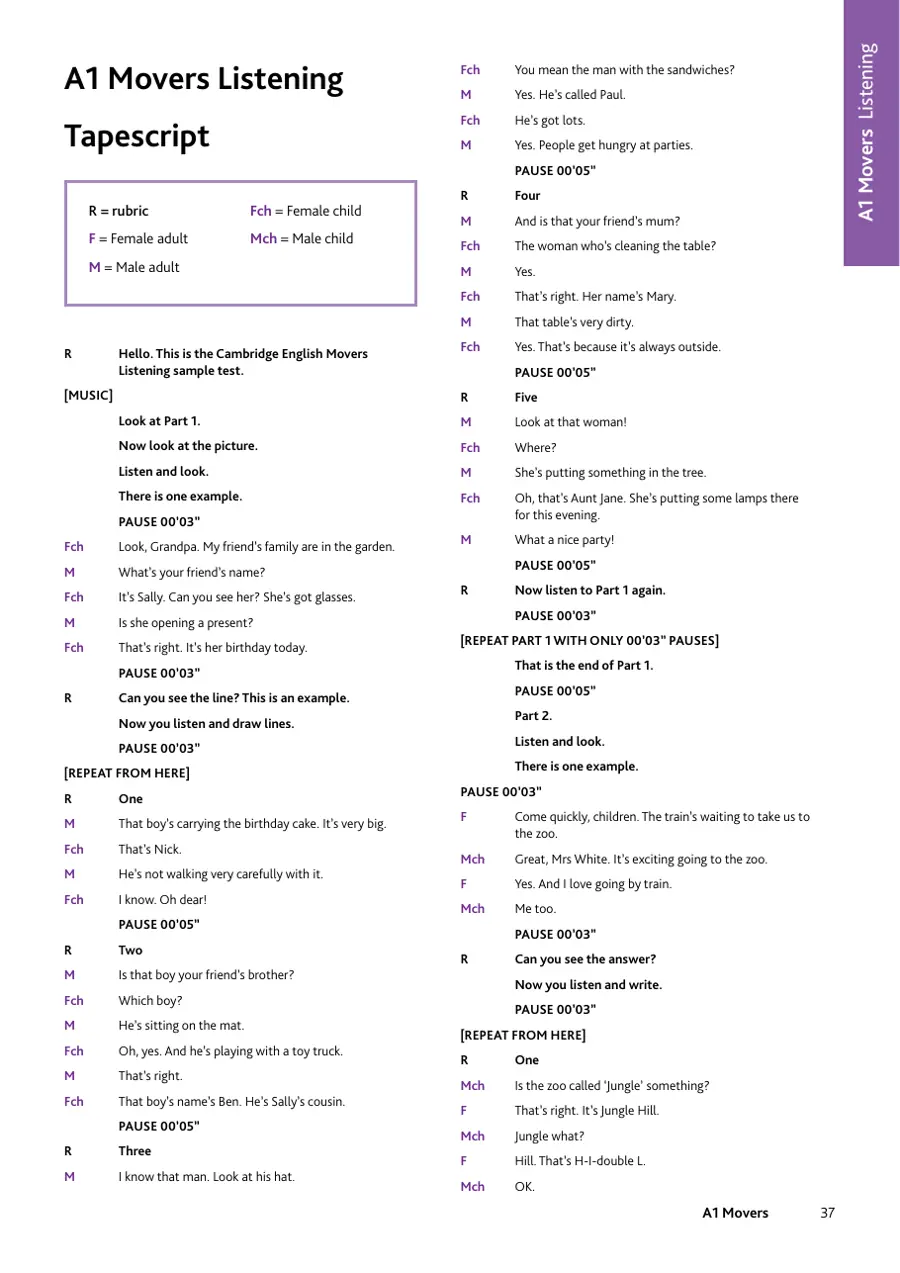 A1 Movers Listening
Tapescript
R = rubric
Fch = Female child
F = Female adult
Mch = Male child
M = Male adult
R Hello. This is the Cambridge English Movers
Listening sample test.
[MUSIC]
Look at Part 1.
Now look at the picture.
Listen and look.
There is one example.
PAUSE 00'03"
Fch Look, Grandpa. My friend's family are in the garden.
M What's your friend's name?
Fch It's Sally. Can you see her? She's got glasses.
M Is she opening a present?
Fch That's right. It's her birthday today.
PAUSE 00'03"
R Can you see the line? This is an example.
Now you listen and draw lines.
PAUSE 00'03"
[REPEAT FROM HERE]
R One
M That boy's carrying the birthday cake. It's very big.
Fch That's Nick.
M He's not walking very carefully with it.
Fch I know. Oh dear!
PAUSE 00'05"
R Two
M Is that boy your friend's brother?
Fch Which boy?
M He's sitting on the mat.
Fch Oh, yes. And he's playing with a toy truck.
M That's right.
Fch That boy's name's Ben. He's Sally's cousin.
PAUSE 00'05"
R Three
M I know that man. Look at his hat.
Fch You mean the man with the sandwiches?
M Yes. He's called Paul.
Fch He's got lots.
M Yes. People get hungry at parties.
PAUSE 00'05"
R Four
M And is that your friend's mum?
Fch The woman who's cleaning the table?
M Yes.
Fch That's right. Her name's Mary.
M That table's very dirty.
Fch Yes. That's because it's always outside.
PAUSE 00'05"
R Five
M Look at that woman!
Fch Where?
M She's putting something in the tree.
Fch Oh, that's Aunt Jane. She's putting some lamps there
for this evening.
M What a nice party!
PAUSE 00'05"
R Now listen to Part 1 again.
PAUSE 00'03"
[REPEAT PART 1 WITH ONLY 00'03" PAUSES]
That is the end of Part 1.
PAUSE 00'05"
Part 2.
Listen and look.
There is one example.
PAUSE 00'03"
F Come quickly, children. The train's waiting to take us to
the zoo.
Mch Great, Mrs White. It's exciting going to the zoo.
F Yes. And I love going by train.
Mch Me too.
PAUSE 00'03"
R Can you see the answer?
Now you listen and write.
PAUSE 00'03"
[REPEAT FROM HERE]
R One
Mch Is the zoo called 'Jungle' something?
F That's right. It's Jungle Hill.
Mch Jungle what?
F Hill. That's H-I-double L.
Mch OK.
A1 Movers Listening
A1 Movers 37